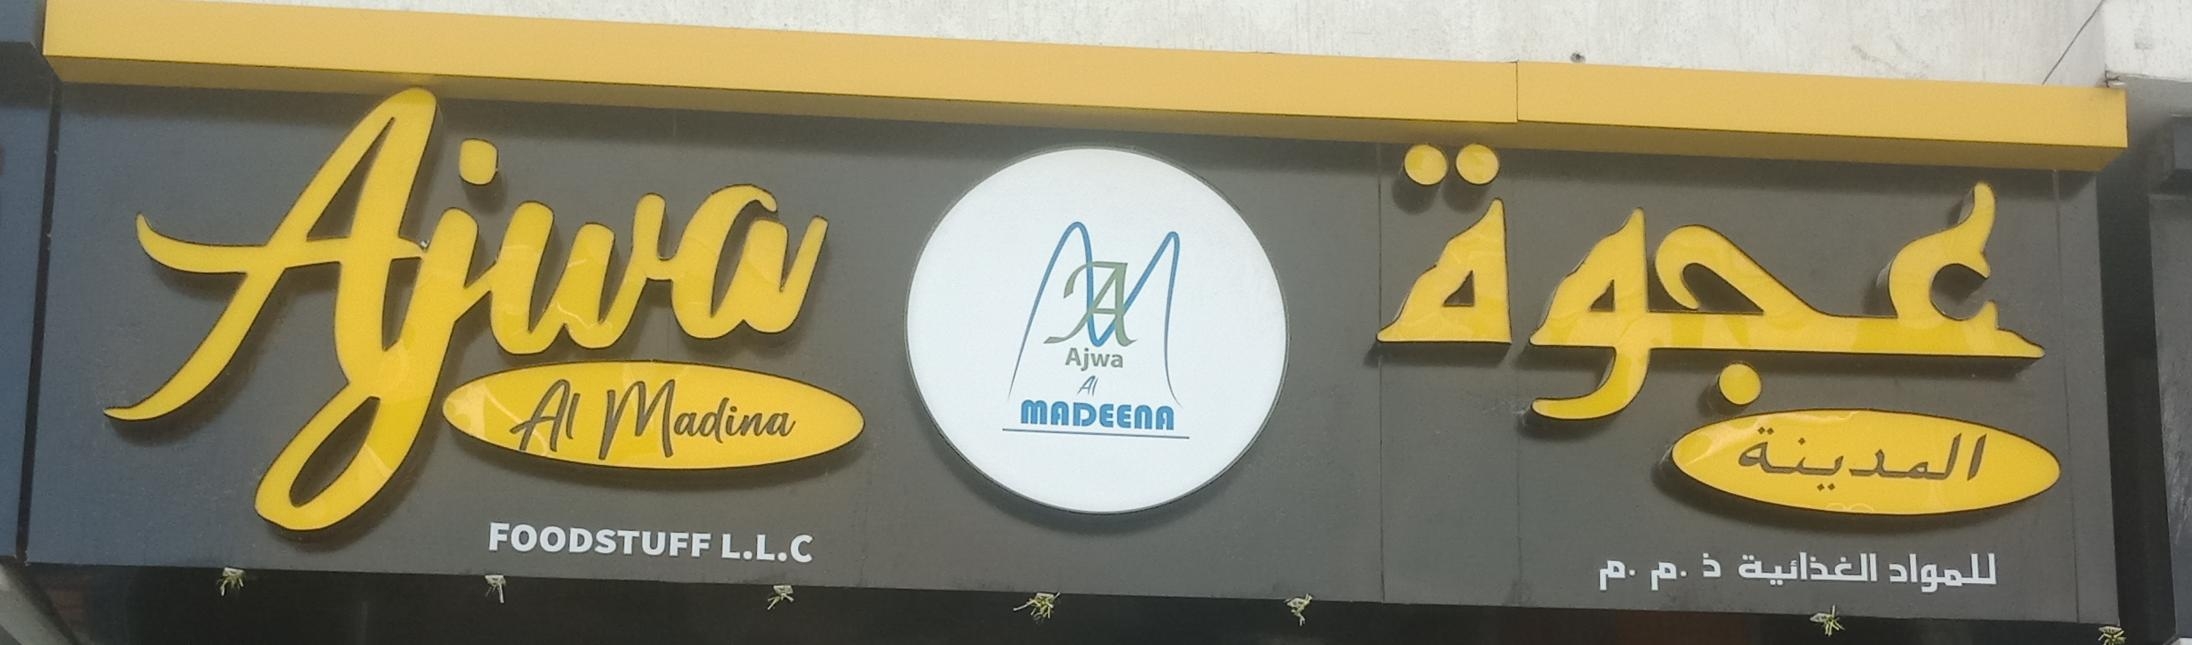 Ajwa
Al Madina
FOODSTUFF L.L.C
A
Ajwa
Al
MADEENA
عجوة
المدينة
للمواد الغذائية ذ .م .م